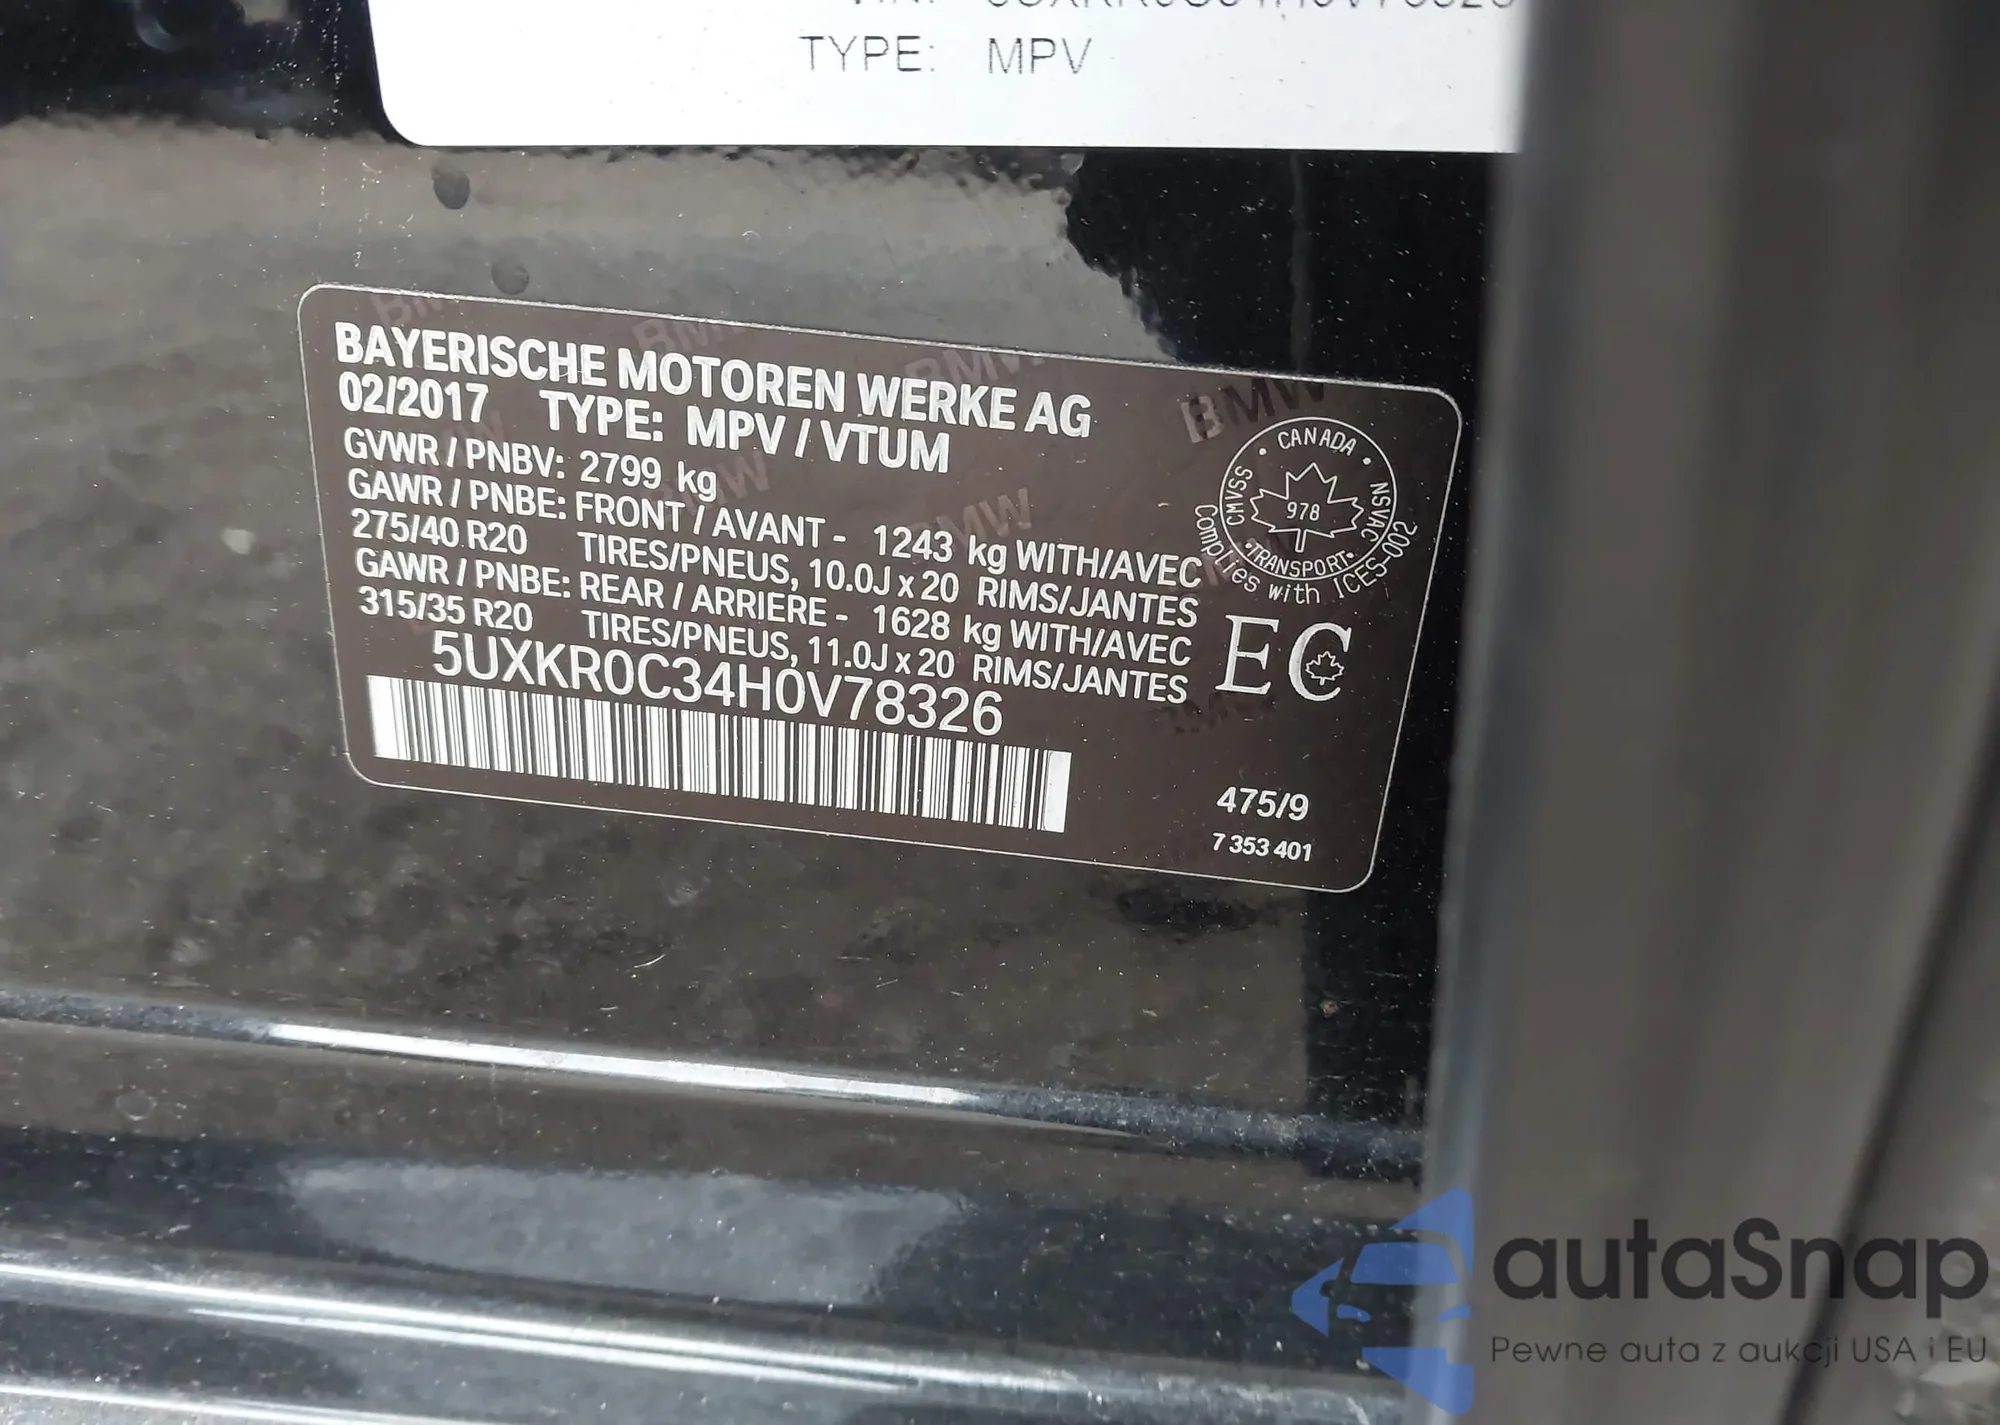 TYPE: MPV
BAYERISCHE MOTOREN WERKE AG
02/2017 TYPE: MPV / VTUM
GVWR / PNBV: 2799 kg
GAWR / PNBE: FRONT / AVANT - 1243 kg WITH/AVEC
275/40 R20 TIRES/PNEUS, 10.0J x 20 RIMS/JANTES
GAWR / PNBE: REAR / ARRIERE - 1628 kg WITH/AVEC
315/35 R20 TIRES/PNEUS, 11.0J x 20 RIMS/JANTES
5UXKR0C34H0V78326
CANADA
CMVSS
978
NSVAC
TRANSPORT
Complies with ICES-002
EC
475/9
7 353 401
BMW
autaSnap
Pewne auta z aukcji USA i EU